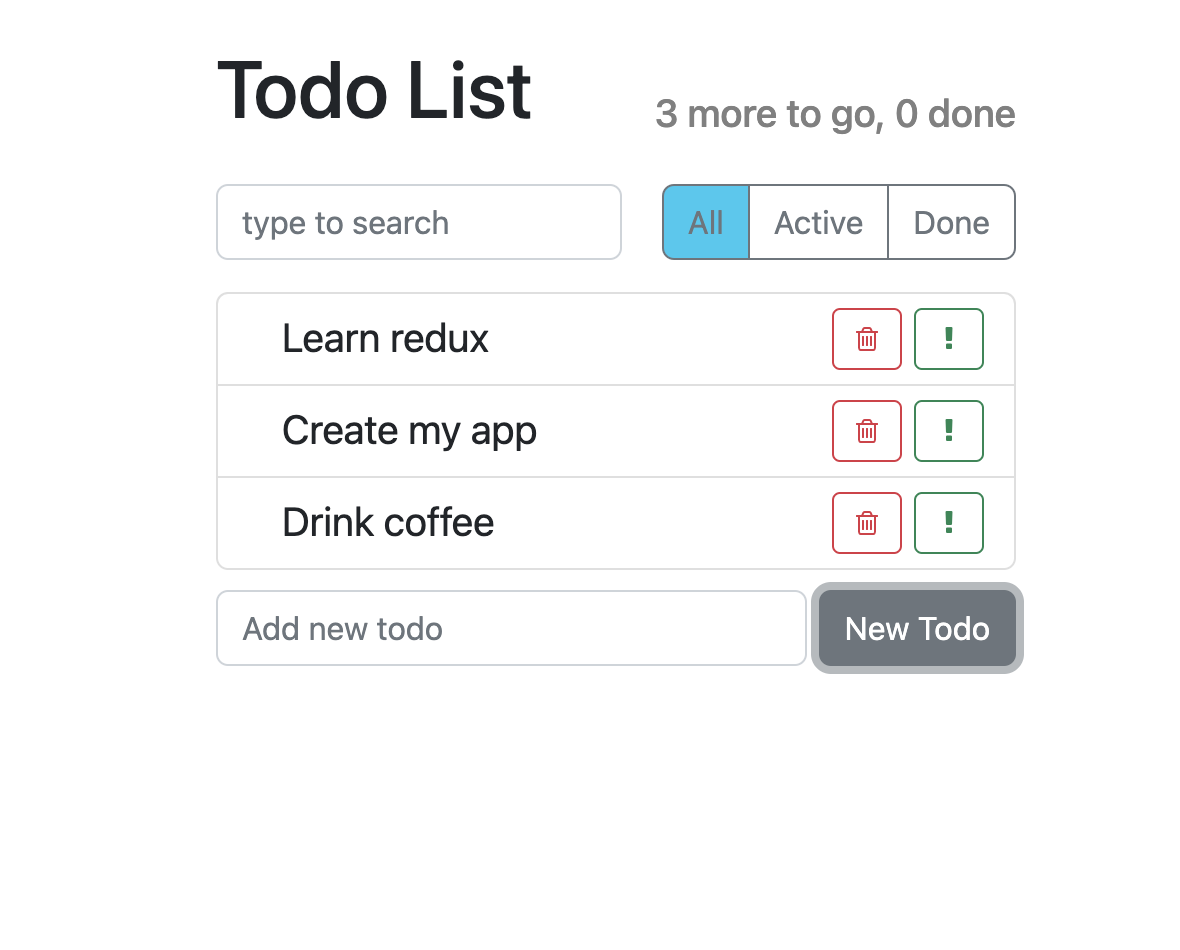 Todo List
3 more to go, 0 done
type to search
All
Active
Done
Learn redux
!
Create my app
!
Drink coffee
!
Add new todo
New Todo